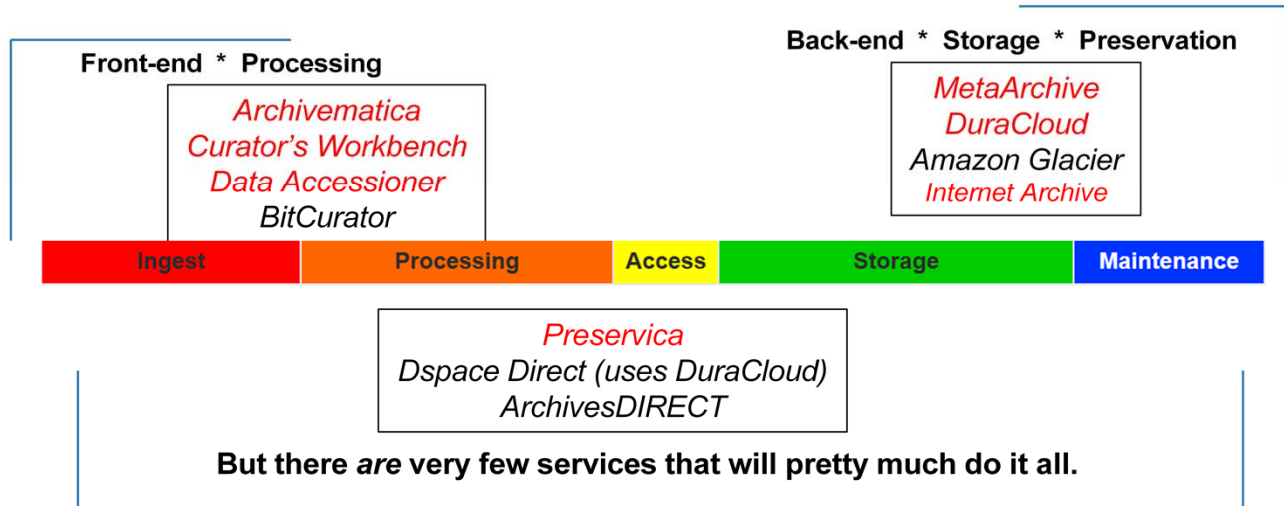 Front-end * Processing
Archivematica
Curator's Workbench
Data Accessioner
BitCurator
Back-end * Storage * Preservation
MetaArchive
DuraCloud
Amazon Glacier
Internet Archive
Ingest Processing Access Storage Maintenance
Preservica
Dspace Direct (uses DuraCloud)
ArchivesDIRECT
But there are very few services that will pretty much do it all.